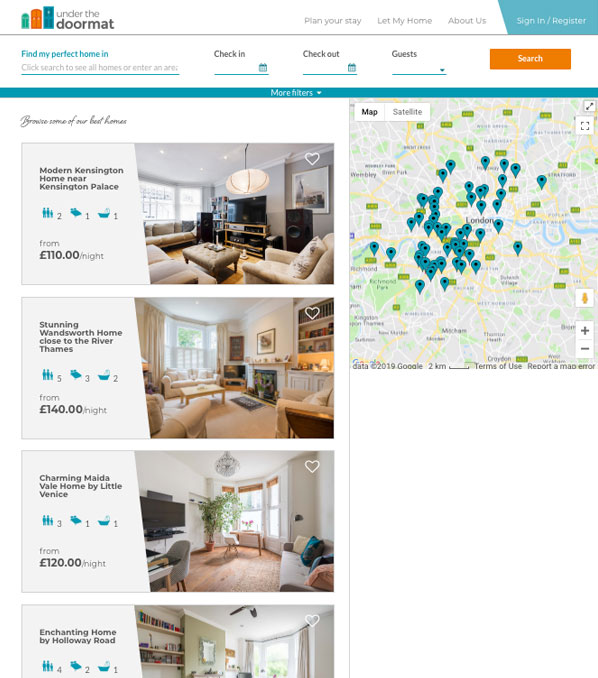 under the
doormat
Plan your stay
Let My Home
About Us
Sign In / Register
Find my perfect home in
Click search to see all homes or enter an area
Check in
Check out
Guests
Search
More filters
Browse some of our best homes
Modern Kensington
Home near
Kensington Palace
2 1 1
from
£110.00/night
Stunning
Wandsworth Home
close to the River
Thames
5 3 2
from
£140.00/night
Charming Maida
Vale Home by Little
Venice
3 1 1
from
£120.00/night
Enchanting Home
by Holloway Road
4 2 1
Map
Satellite
Wembley
STRATFORD
London
Richmond
Richmond
Park
Kingston
upon Thames
New Malden
Mitcham
Croydon
Google
data ©2019 Google
2 km
Terms of Use
Report a map error